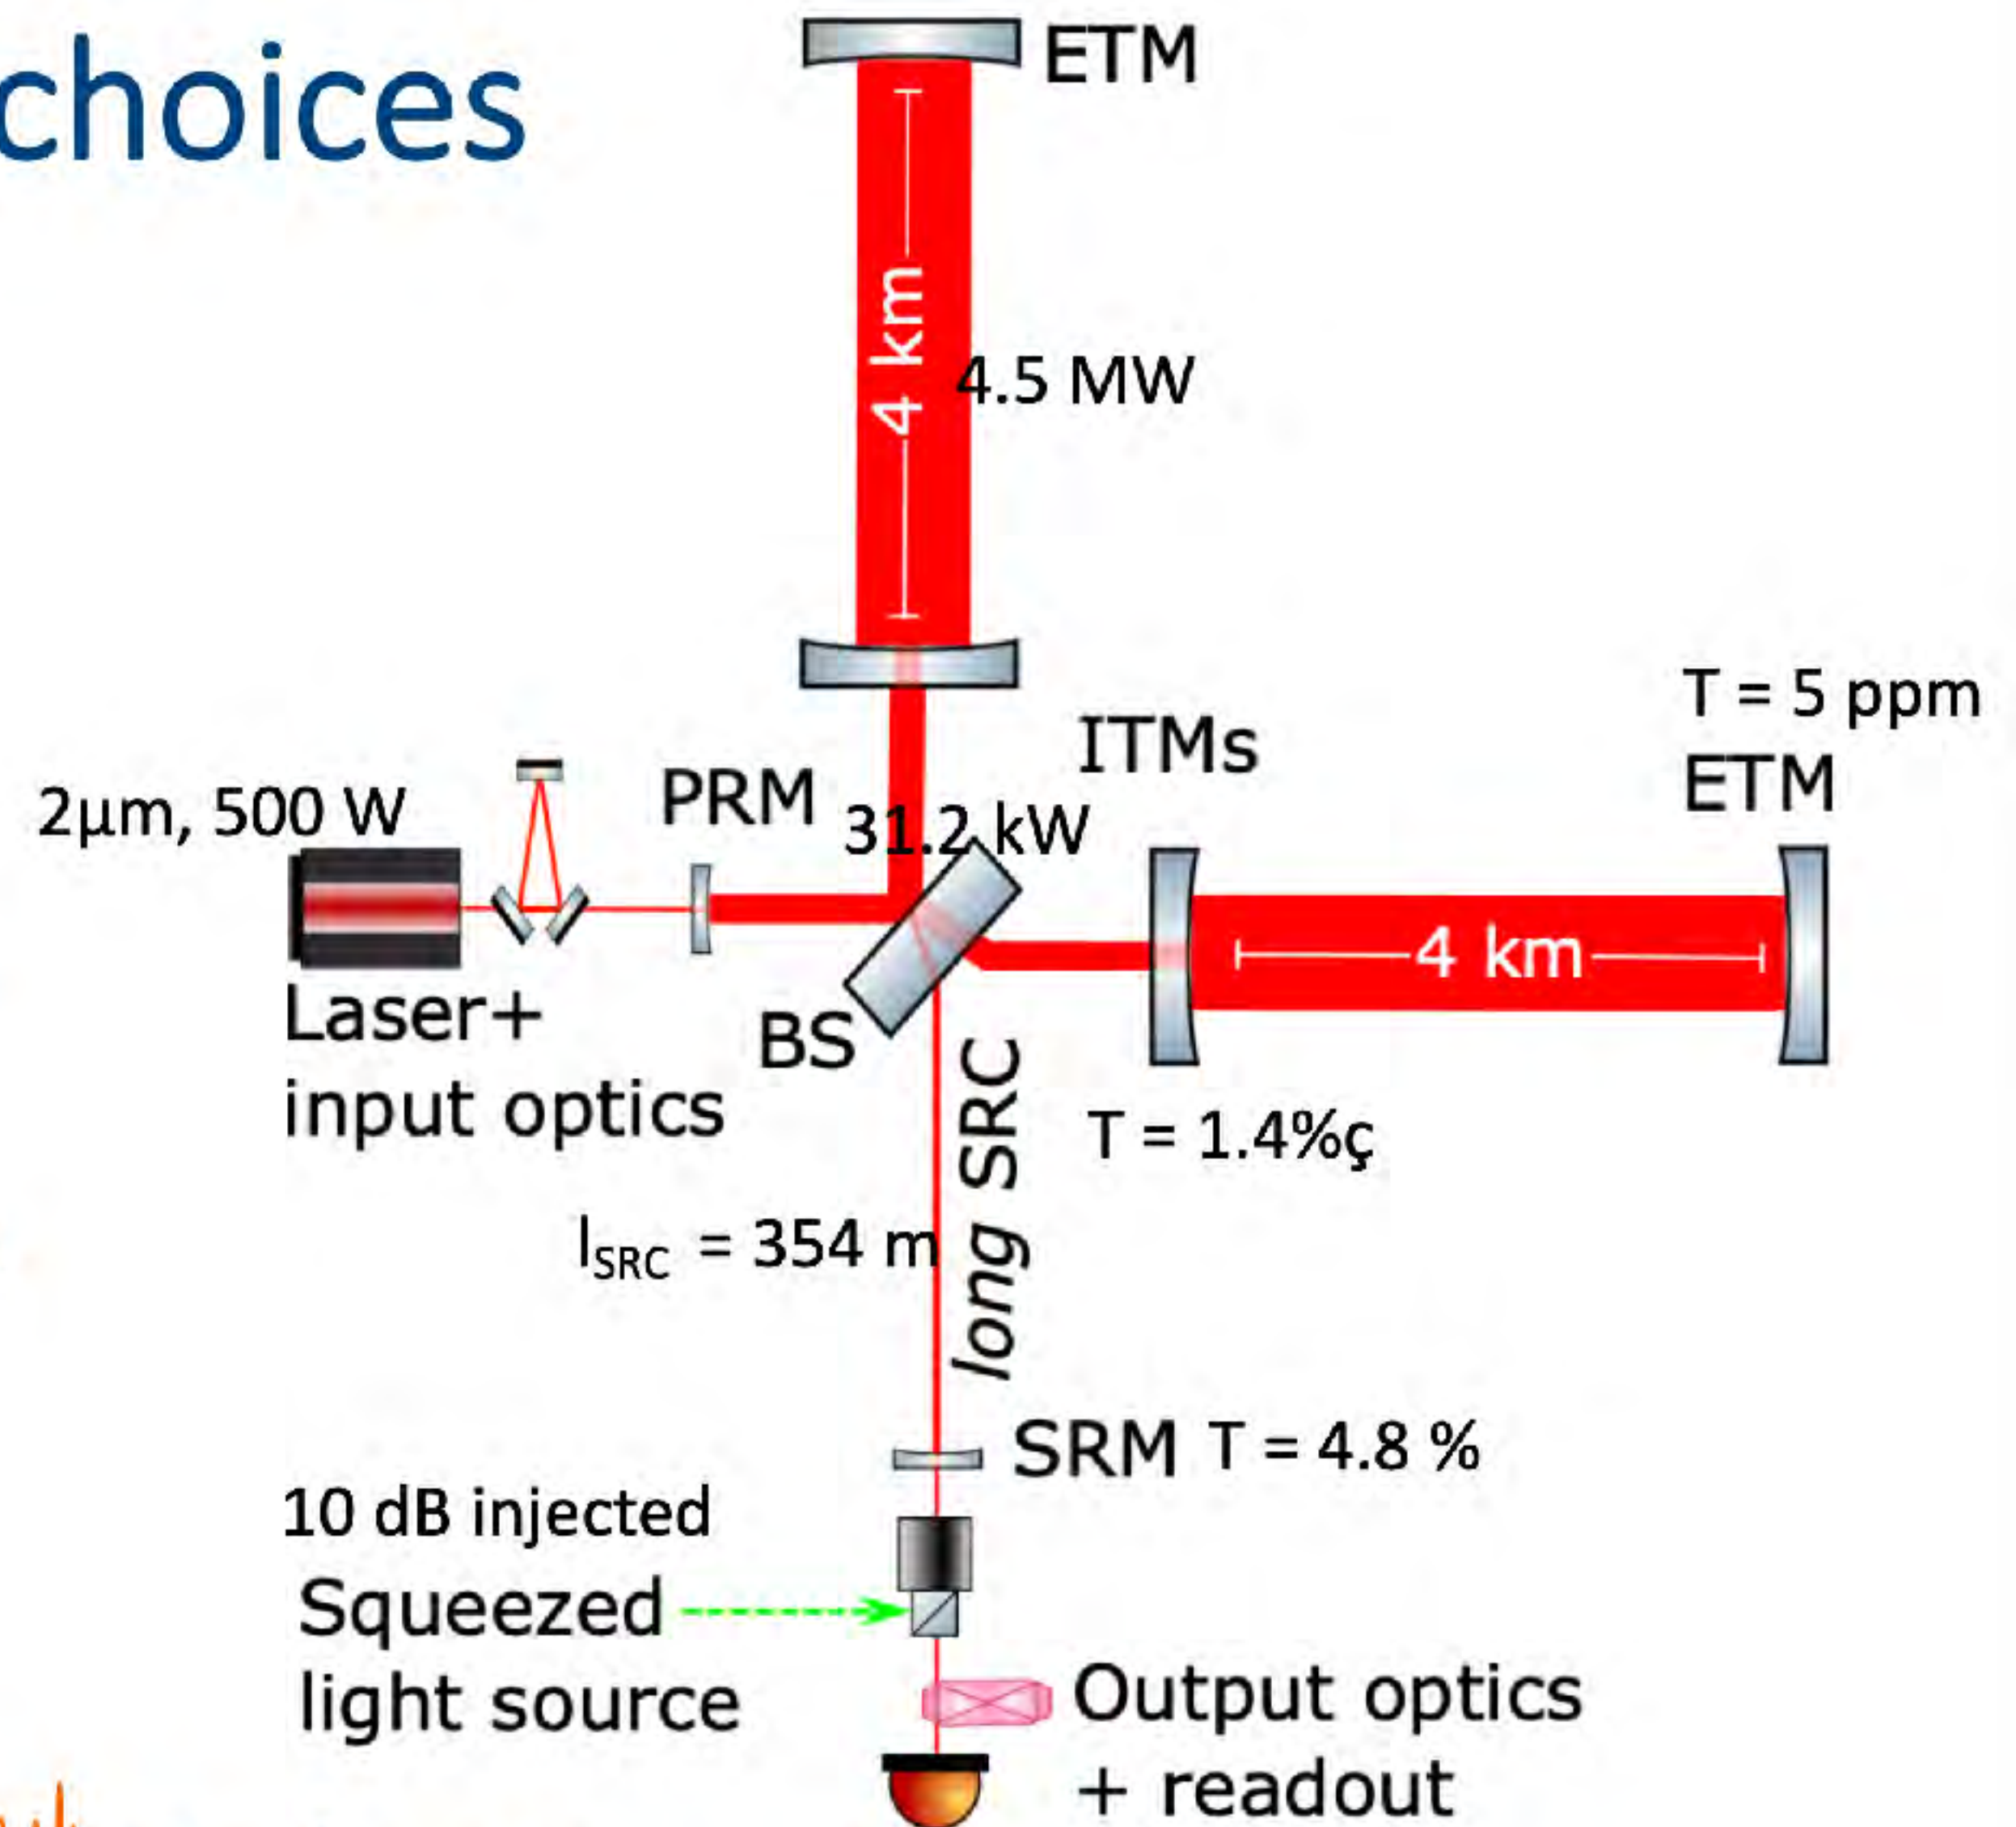 choices
ETM
4 km
4.5 MW
T = 5 ppm
ITMs
ETM
2µm, 500 W
PRM
31.2 kW
4 km
Laser+
input optics
BS
T = 1.4%ç
long SRC
lSRC = 354 m
SRM T = 4.8 %
10 dB injected
Squeezed
light source
Output optics
+ readout